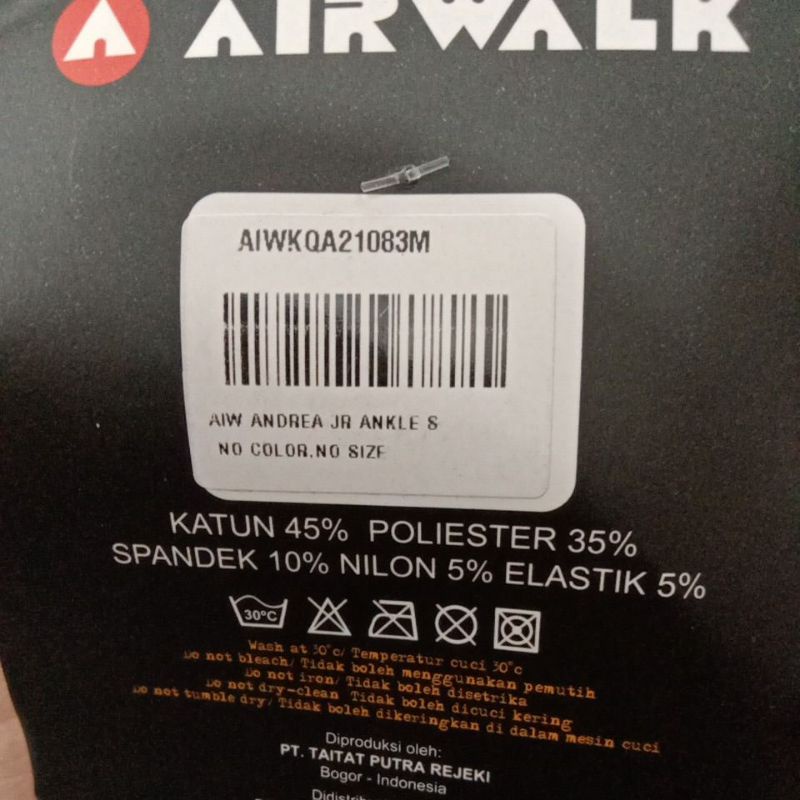 AIRWALK
AIWKQA21083M
AIW ANDREA JR ANKLE S
NO COLOR,NO SIZE
KATUN 45% POLIESTER 35%
SPANDEK 10% NILON 5% ELASTIK 5%
30°C
Wash at 30°c/ Temperatur cuci 30°c
Do not bleach/ Tidak boleh menggunakan pemutih
Do not iron/ Tidak boleh disetrika
Do not dry-clean Tidak boleh dicuci kering
Do not tumble dry/ Tidak boleh dikeringkan di dalam mesin cuci
Diproduksi oleh:
PT. TAITAT PUTRA REJEKI
Bogor - Indonesia